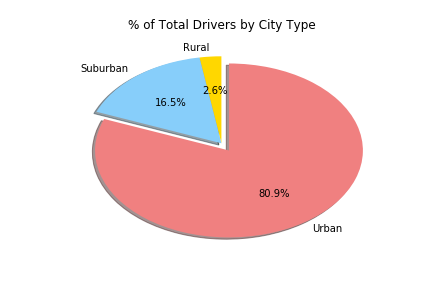 % of Total Drivers by City Type
Rural
Suburban
2.6%
16.5%
80.9%
Urban